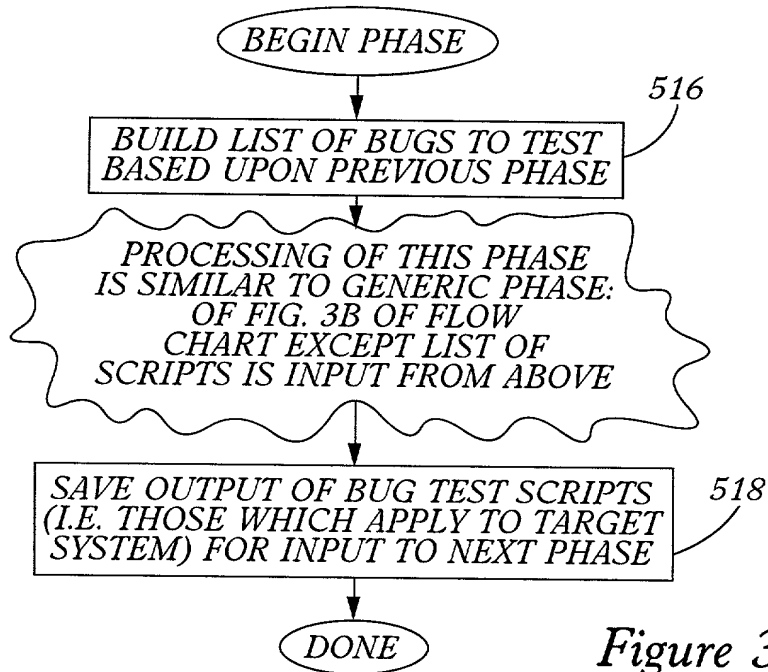 BEGIN PHASE
516
BUILD LIST OF BUGS TO TEST
BASED UPON PREVIOUS PHASE
PROCESSING OF THIS PHASE
IS SIMILAR TO GENERIC PHASE:
OF FIG. 3B OF FLOW
CHART EXCEPT LIST OF
SCRIPTS IS INPUT FROM ABOVE
SAVE OUTPUT OF BUG TEST SCRIPTS
(I.E. THOSE WHICH APPLY TO TARGET
SYSTEM) FOR INPUT TO NEXT PHASE
518
DONE
Figure 3